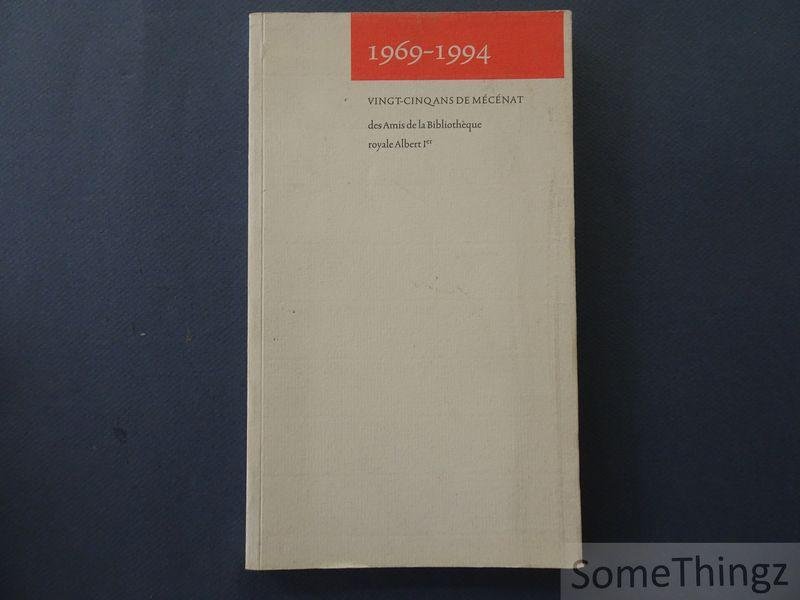 1969-1994
VINGT-CINQ ANS DE MÉCÉNAT
des Amis de la Bibliothèque
royale Albert Iᵉʳ
SomeThingz